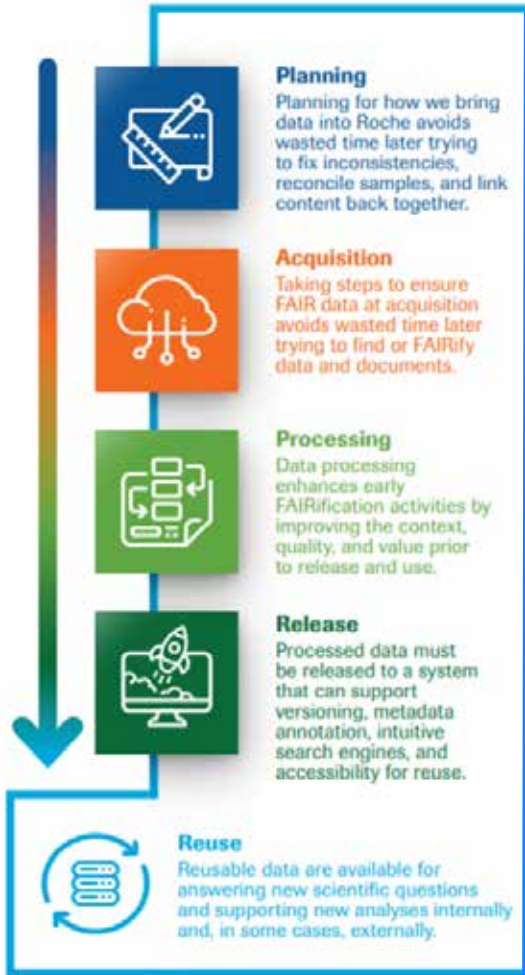 Planning
Planning for how we bring
data into Roche avoids
wasted time later trying
to fix inconsistencies,
reconcile samples, and link
content back together.
Acquisition
Taking steps to ensure
FAIR data at acquisition
avoids wasted time later
trying to find or FAIRify
data and documents.
Processing
Data processing
enhances early
FAIRification activities by
improving the context,
quality, and value prior
to release and use.
Release
Processed data must
be released to a system
that can support
versioning, metadata
annotation, intuitive
search engines, and
accessibility for reuse.
Reuse
Reusable data are available for
answering new scientific questions
and supporting new analyses internally
and, in some cases, externally.